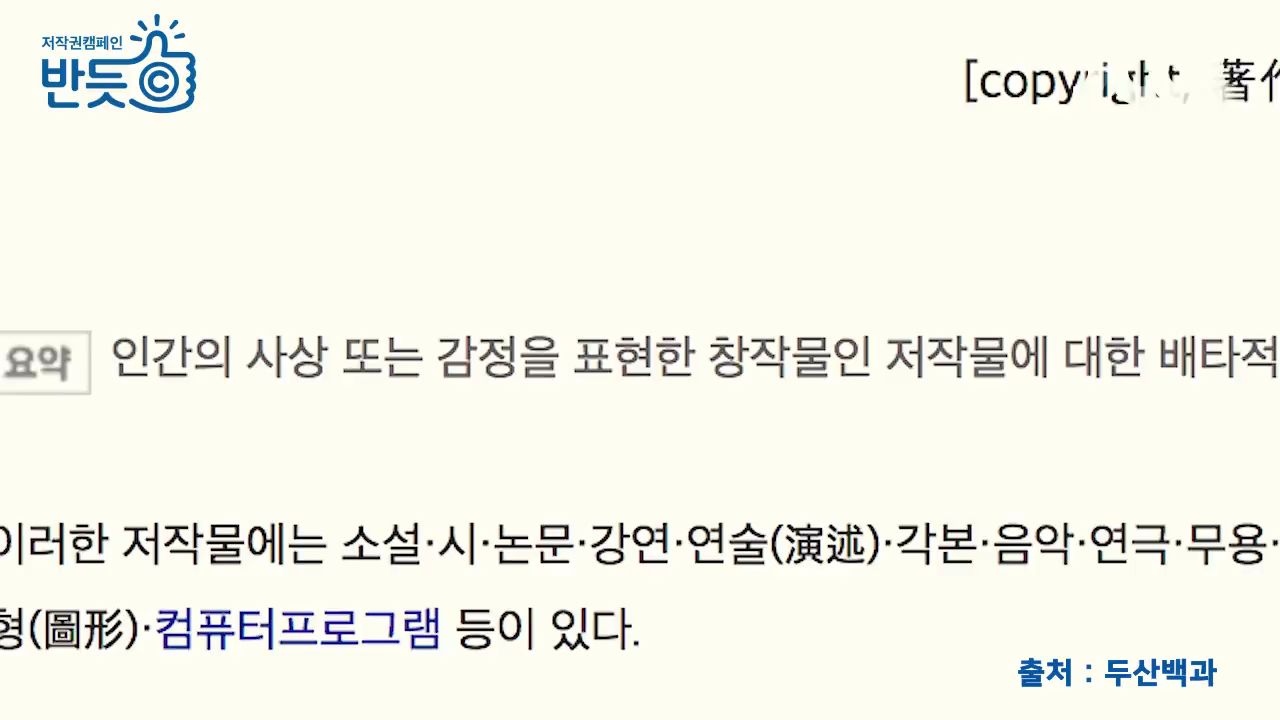 저작권캠페인
반듯 ©
[copyright, 著作
요약 인간의 사상 또는 감정을 표현한 창작물인 저작물에 대한 배타적
이러한 저작물에는 소설·시·논문·강연·연술(演述)·각본·음악·연극·무용·
형(圖形)·컴퓨터프로그램 등이 있다.
출처 : 두산백과